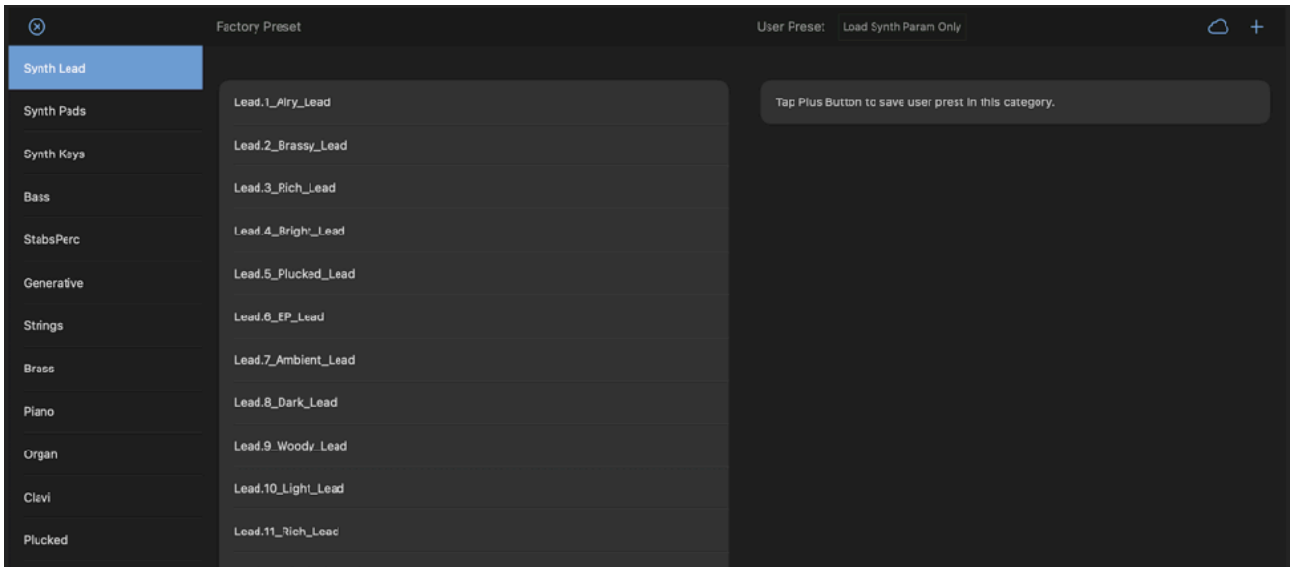 Factory Preset
User Preset Load Synth Param Only
Synth Lead
Synth Pads
Synth Keys
Bass
StabsPerc
Generative
Strings
Brass
Piano
Organ
Clavi
Plucked
Lead.1_Airy_Lead
Lead.2_Brassy_Lead
Lead.3_Rich_Lead
Lead.4_Bright_Lead
Lead.5_Plucked_Lead
Lead.6_EP_Lead
Lead.7_Ambient_Lead
Lead.8_Dark_Lead
Lead.9_Woody_Lead
Lead.10_Light_Lead
Lead.11_Rich_Lead
Tap Plus Button to save user prest in this category.